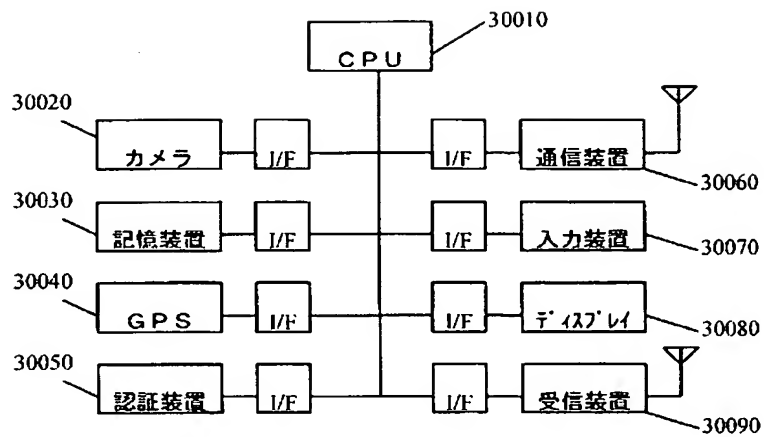 30010
CPU
30020
カメラ I/F I/F 通信装置
30060
30030
記憶装置 I/F I/F 入力装置
30070
30040
GPS I/F I/F ディスプレイ
30080
30050
認証装置 I/F I/F 受信装置
30090